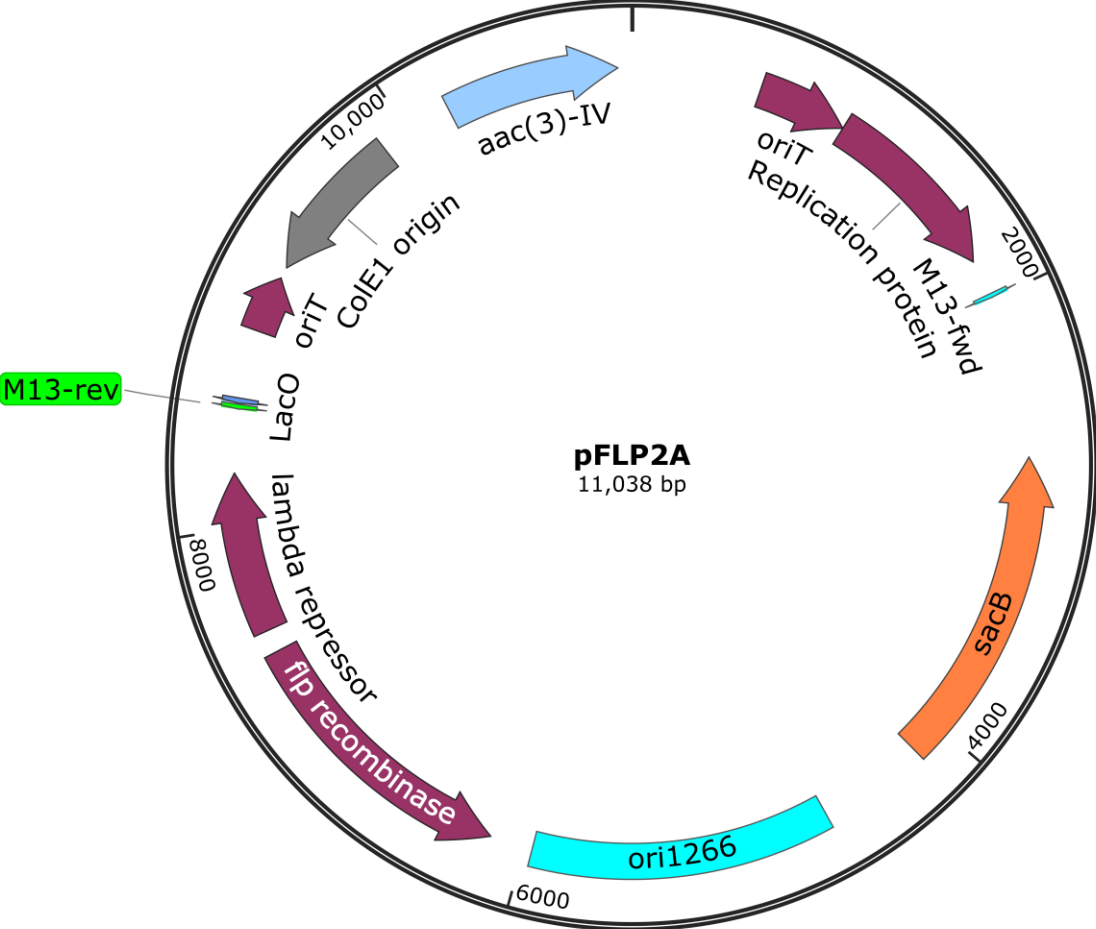 aac(3)-IV
oriT
Replication protein
2000
M13-fwd
sacB
4000
ori1266
6000
flp recombinase
lambda repressor
8000
LacO
M13-rev
oriT
ColE1 origin
10,000
pFLP2A
11,038 bp